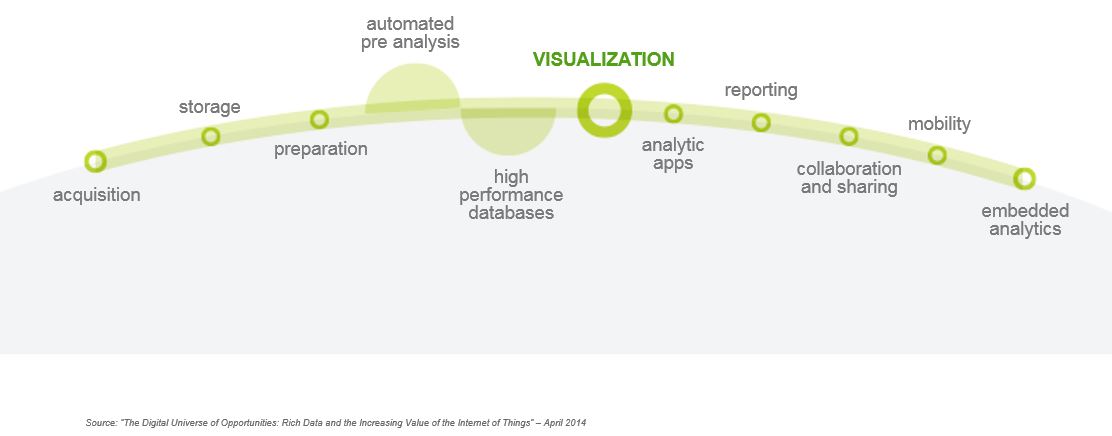 automated
pre analysis
VISUALIZATION
reporting
storage
mobility
preparation
analytic
apps
collaboration
and sharing
high
performance
databases
acquisition
embedded
analytics
Source: "The Digital Universe of Opportunities: Rich Data and the Increasing Value of the Internet of Things" – April 2014